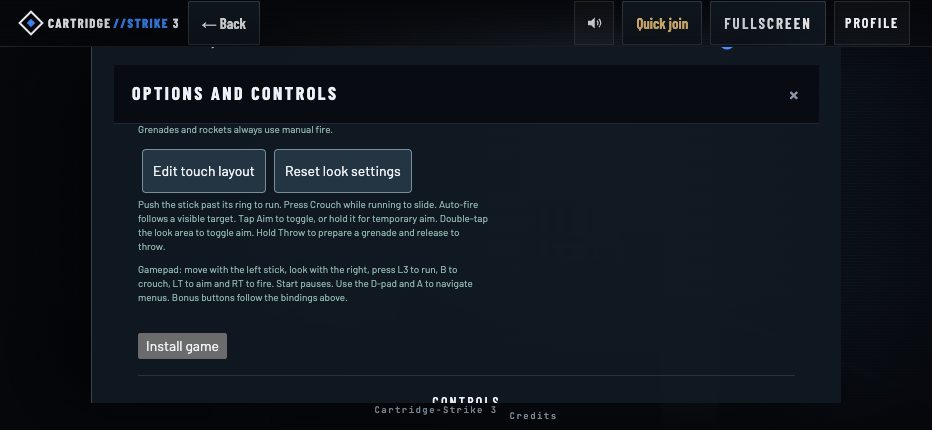 CARTRIDGE//STRIKE 3
← Back
Quick join
FULLSCREEN
PROFILE
OPTIONS AND CONTROLS
×
Grenades and rockets always use manual fire.
Edit touch layout
Reset look settings
Push the stick past its ring to run. Press Crouch while running to slide. Auto-fire
follows a visible target. Tap Aim to toggle, or hold it for temporary aim. Double-tap
the look area to toggle aim. Hold Throw to prepare a grenade and release to
throw.
Gamepad: move with the left stick, look with the right, press L3 to run, B to
crouch, LT to aim and RT to fire. Start pauses. Use the D-pad and A to navigate
menus. Bonus buttons follow the bindings above.
Install game
CONTROLS
Cartridge-Strike 3
Credits